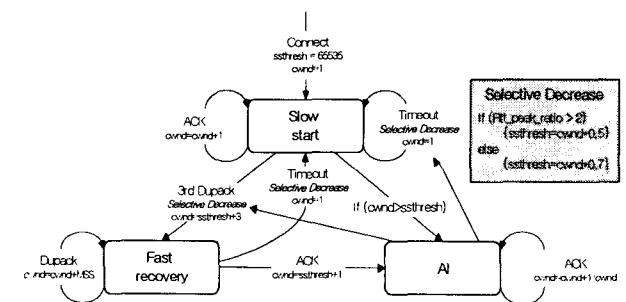 Connect
ssthresh = 65535
cwnd=1
ACK
cwnd=cwnd+1
Slow
start
Timeout
Selective Decrease
cwnd=1
Selective Decrease
If (Rtt_peak_ratio > 2)
{ssthresh=cwnd*0.5}
else
{ssthresh=cwnd*0.7}
3rd Dupack
Selective Decrease
cwnd=ssthresh+3
Timeout
Selective Decrease
cwnd=1
If (cwnd>ssthresh)
Dupack
cwnd=cwnd+MSS
Fast
recovery
ACK
cwnd=ssthresh+1
AI
ACK
cwnd=cwnd+1/cwnd